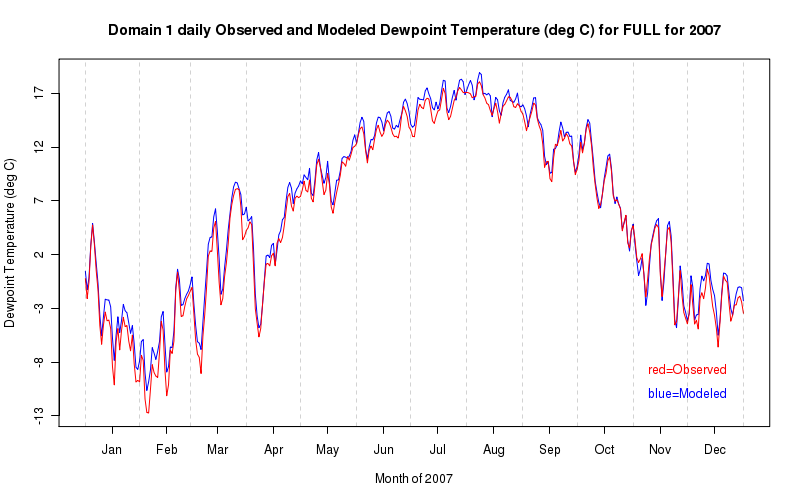 Domain 1 daily Observed and Modeled Dewpoint Temperature (deg C) for FULL for 2007
Dewpoint Temperature (deg C)
17
12
7
2
-3
-8
-13
red=Observed
blue=Modeled
Jan Feb Mar Apr May Jun Jul Aug Sep Oct Nov Dec
Month of 2007